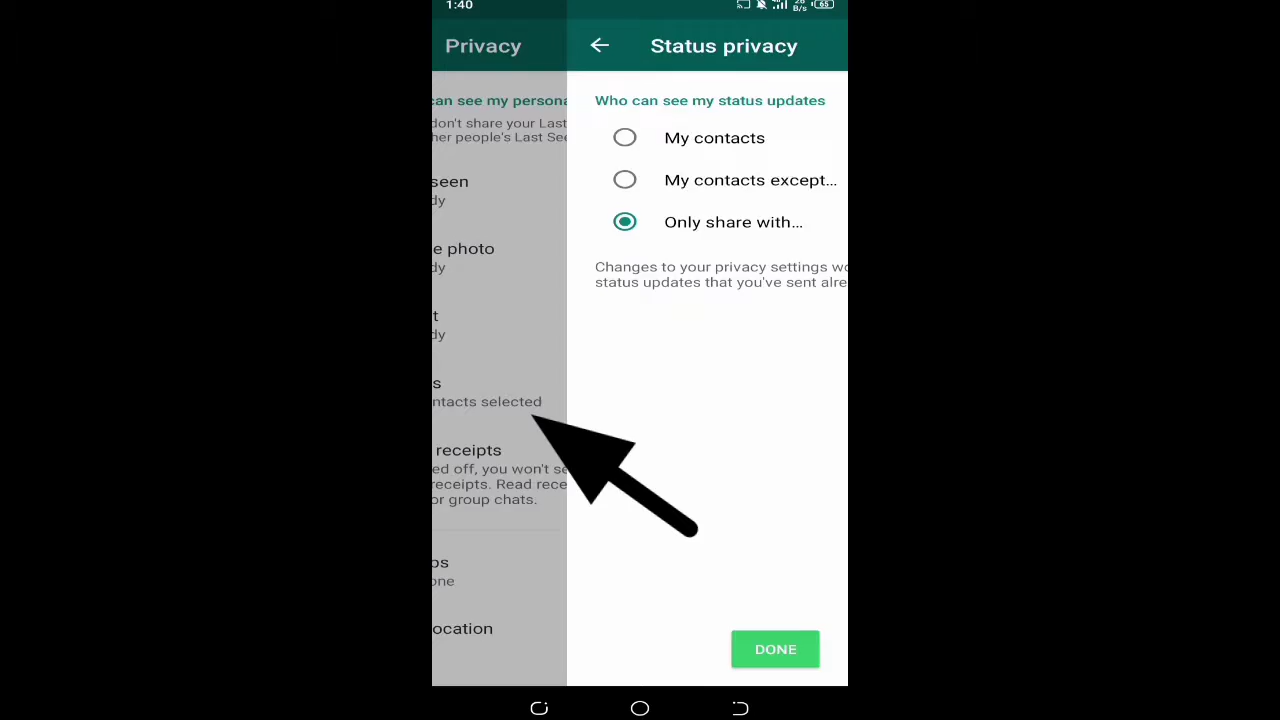 1:40
B/s 65
Privacy
can see my persona
don't share your Last
her people's Last See
seen
dy
e photo
dy
t
dy
s
ntacts selected
receipts
ed off, you won't se
receipts. Read rece
or group chats.
ps
one
ocation
Status privacy
Who can see my status updates
My contacts
My contacts except...
Only share with...
Changes to your privacy settings wo
status updates that you've sent alre
DONE